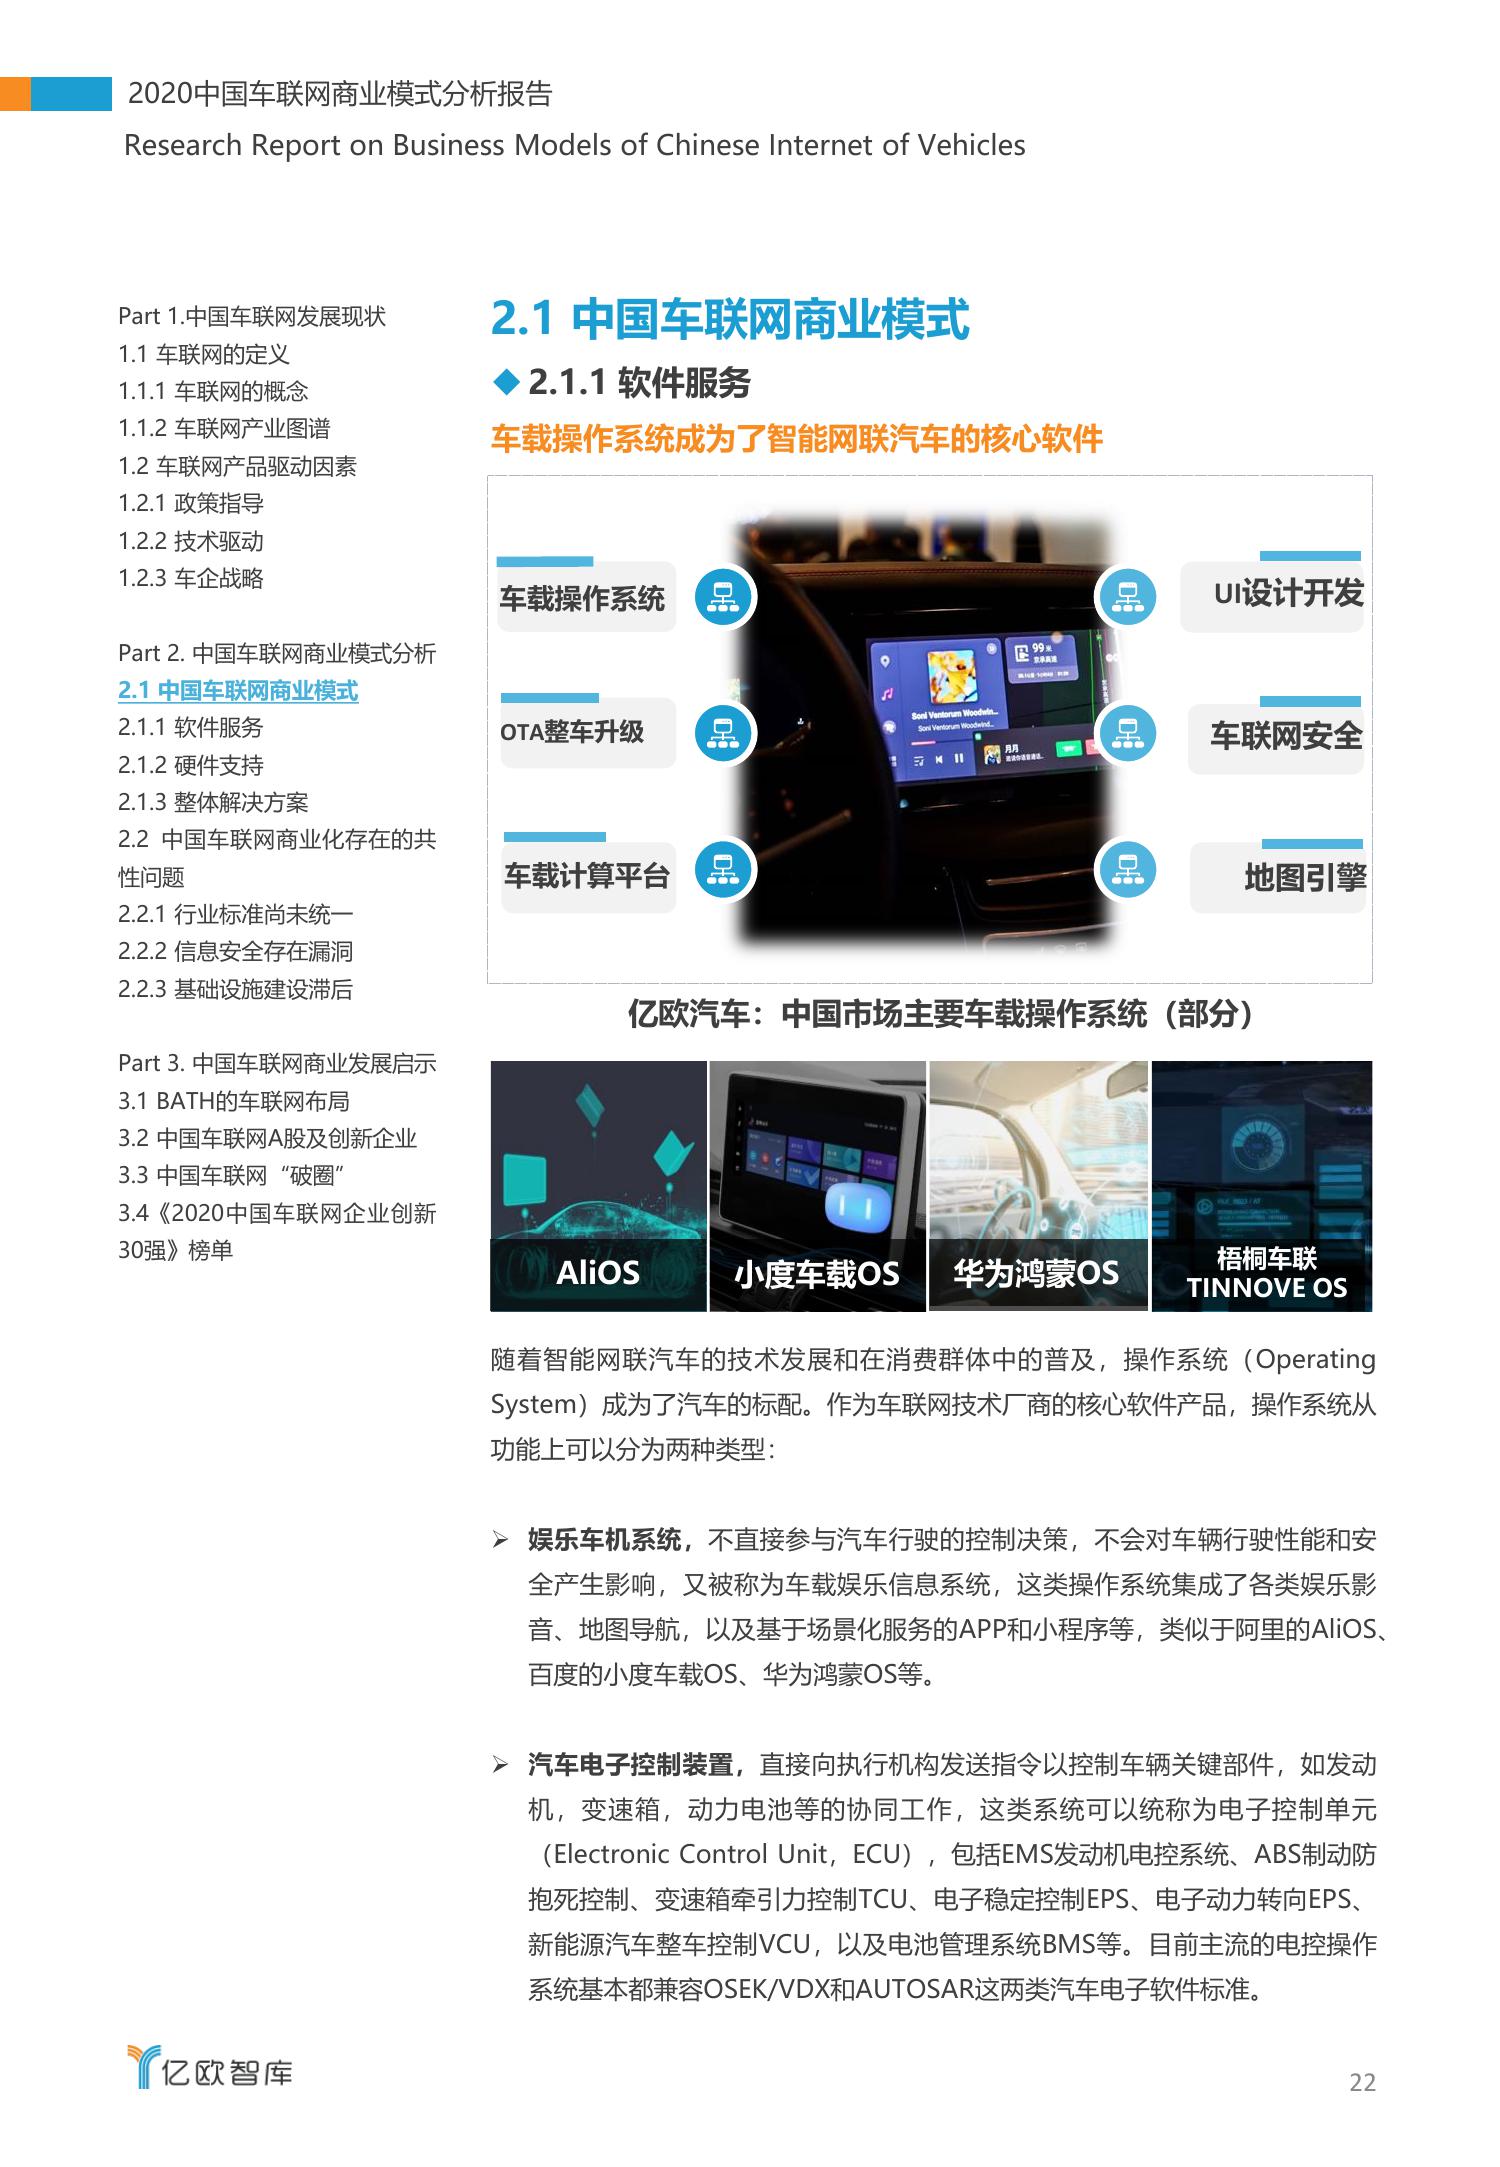 2020中国车联网商业模式分析报告
Research Report on Business Models of Chinese Internet of Vehicles
Part 1.中国车联网发展现状
1.1 车联网的定义
1.1.1 车联网的概念
1.1.2 车联网产业图谱
1.2 车联网产品驱动因素
1.2.1 政策指导
1.2.2 技术驱动
1.2.3 车企战略
Part 2. 中国车联网商业模式分析
2.1 中国车联网商业模式
2.1.1 软件服务
2.1.2 硬件支持
2.1.3 整体解决方案
2.2 中国车联网商业化存在的共
性问题
2.2.1 行业标准尚未统一
2.2.2 信息安全存在漏洞
2.2.3 基础设施建设滞后
Part 3. 中国车联网商业发展启示
3.1 BATH的车联网布局
3.2 中国车联网A股及创新企业
3.3 中国车联网“破圈”
3.4《2020中国车联网企业创新
30强》榜单
2.1 中国车联网商业模式
◆ 2.1.1 软件服务
车载操作系统成为了智能网联汽车的核心软件
车载操作系统
OTA整车升级
车载计算平台
99米
京承高速
Soni Ventorum Woodwin...
Soni Ventorum Woodwind...
月月
UI设计开发
车联网安全
地图引擎
亿欧汽车：中国市场主要车载操作系统（部分）
AliOS
小度车载OS
华为鸿蒙OS
梧桐车联
TINNOVE OS
随着智能网联汽车的技术发展和在消费群体中的普及，操作系统（Operating
System）成为了汽车的标配。作为车联网技术厂商的核心软件产品，操作系统从
功能上可以分为两种类型：
➢ 娱乐车机系统，不直接参与汽车行驶的控制决策，不会对车辆行驶性能和安
全产生影响，又被称为车载娱乐信息系统，这类操作系统集成了各类娱乐影
音、地图导航，以及基于场景化服务的APP和小程序等，类似于阿里的AliOS、
百度的小度车载OS、华为鸿蒙OS等。
➢ 汽车电子控制装置，直接向执行机构发送指令以控制车辆关键部件，如发动
机，变速箱，动力电池等的协同工作，这类系统可以统称为电子控制单元
（Electronic Control Unit，ECU），包括EMS发动机电控系统、ABS制动防
抱死控制、变速箱牵引力控制TCU、电子稳定控制EPS、电子动力转向EPS、
新能源汽车整车控制VCU，以及电池管理系统BMS等。目前主流的电控操作
系统基本都兼容OSEK/VDX和AUTOSAR这两类汽车电子软件标准。
亿欧智库
22